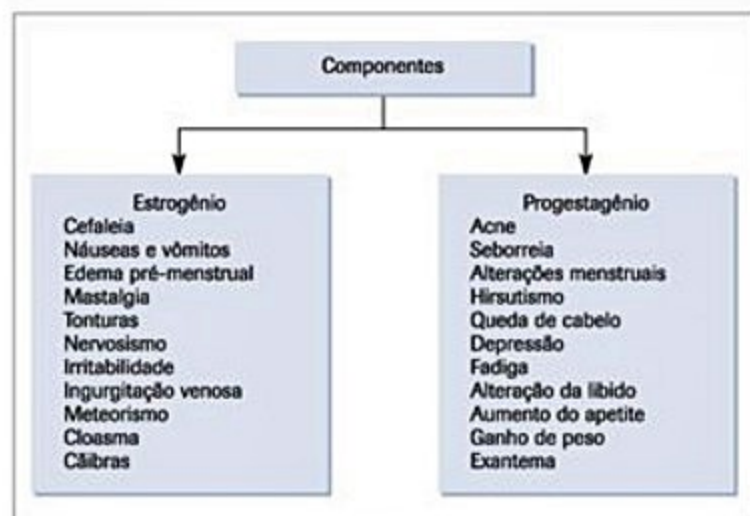 Componentes
Estrogênio
Cefaleia
Náuseas e vômitos
Edema pré-menstrual
Mastalgia
Tonturas
Nervosismo
Irritabilidade
Ingurgitação venosa
Meteorismo
Cloasma
Cãibras
Progestagênio
Acne
Seborreia
Alterações menstruais
Hirsutismo
Queda de cabelo
Depressão
Fadiga
Alteração da libido
Aumento do apetite
Ganho de peso
Exantema